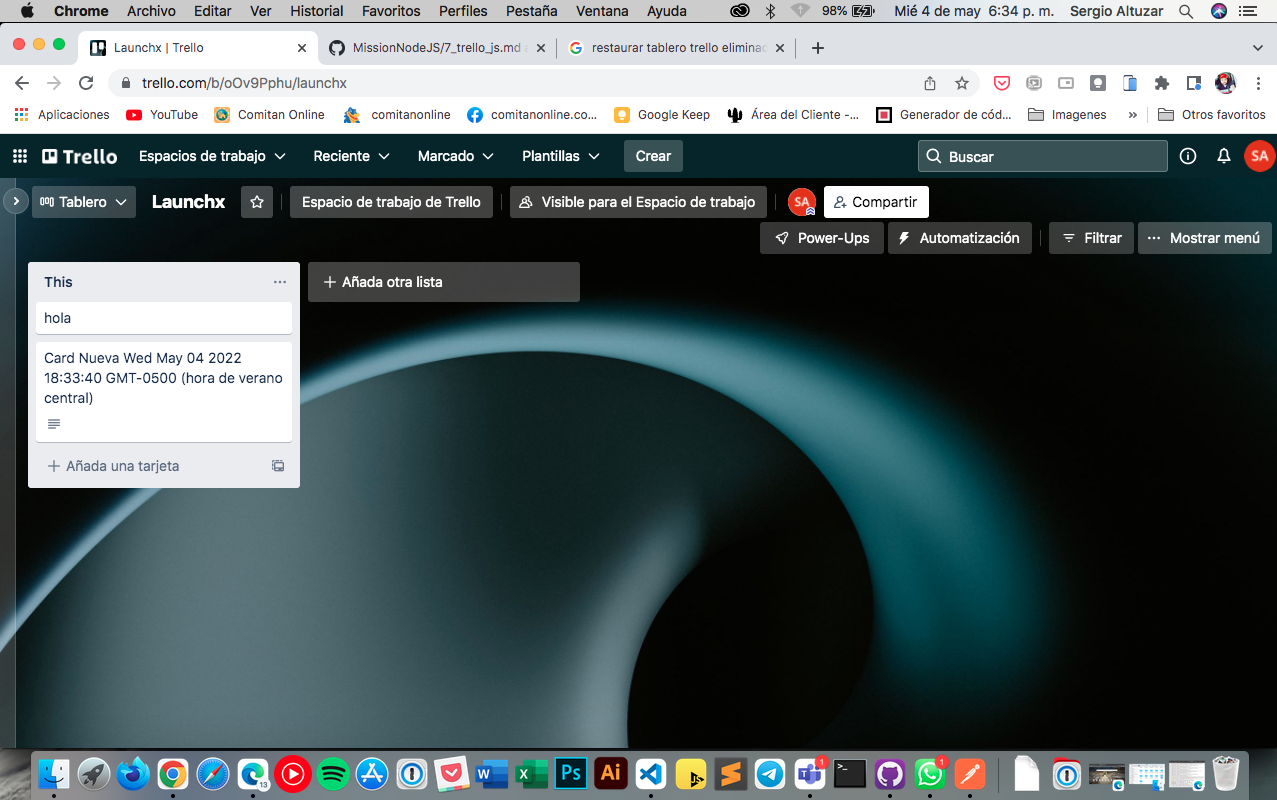 Chrome Archivo Editar Ver Historial Favoritos Perfiles Pestaña Ventana Ayuda 98% Mié 4 de may 6:34 p. m. Sergio Altuzar
Launchx | Trello MissionNodeJS/7_trello_js.md restaurar tablero trello elimina
trello.com/b/oOv9Pphu/launchx
Aplicaciones YouTube Comitan Online comitanonline comitanonline.co... Google Keep Área del Cliente -... Generador de cód... Imagenes » Otros favoritos
Trello Espacios de trabajo Reciente Marcado Plantillas Crear Buscar SA
Tablero Launchx Espacio de trabajo de Trello Visible para el Espacio de trabajo SA Compartir
Power-Ups Automatización Filtrar ... Mostrar menú
This ...
+ Añada otra lista
hola
Card Nueva Wed May 04 2022
18:33:40 GMT-0500 (hora de verano
central)
+ Añada una tarjeta
13 W X Ps Ai 1 1